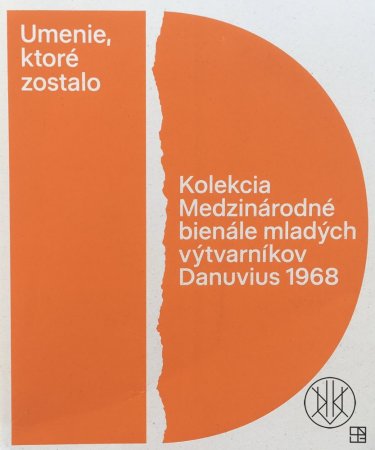 Umenie,
ktoré
zostalo
Kolekcia
Medzinárodné
bienále mladých
výtvarníkov
Danuvius 1968